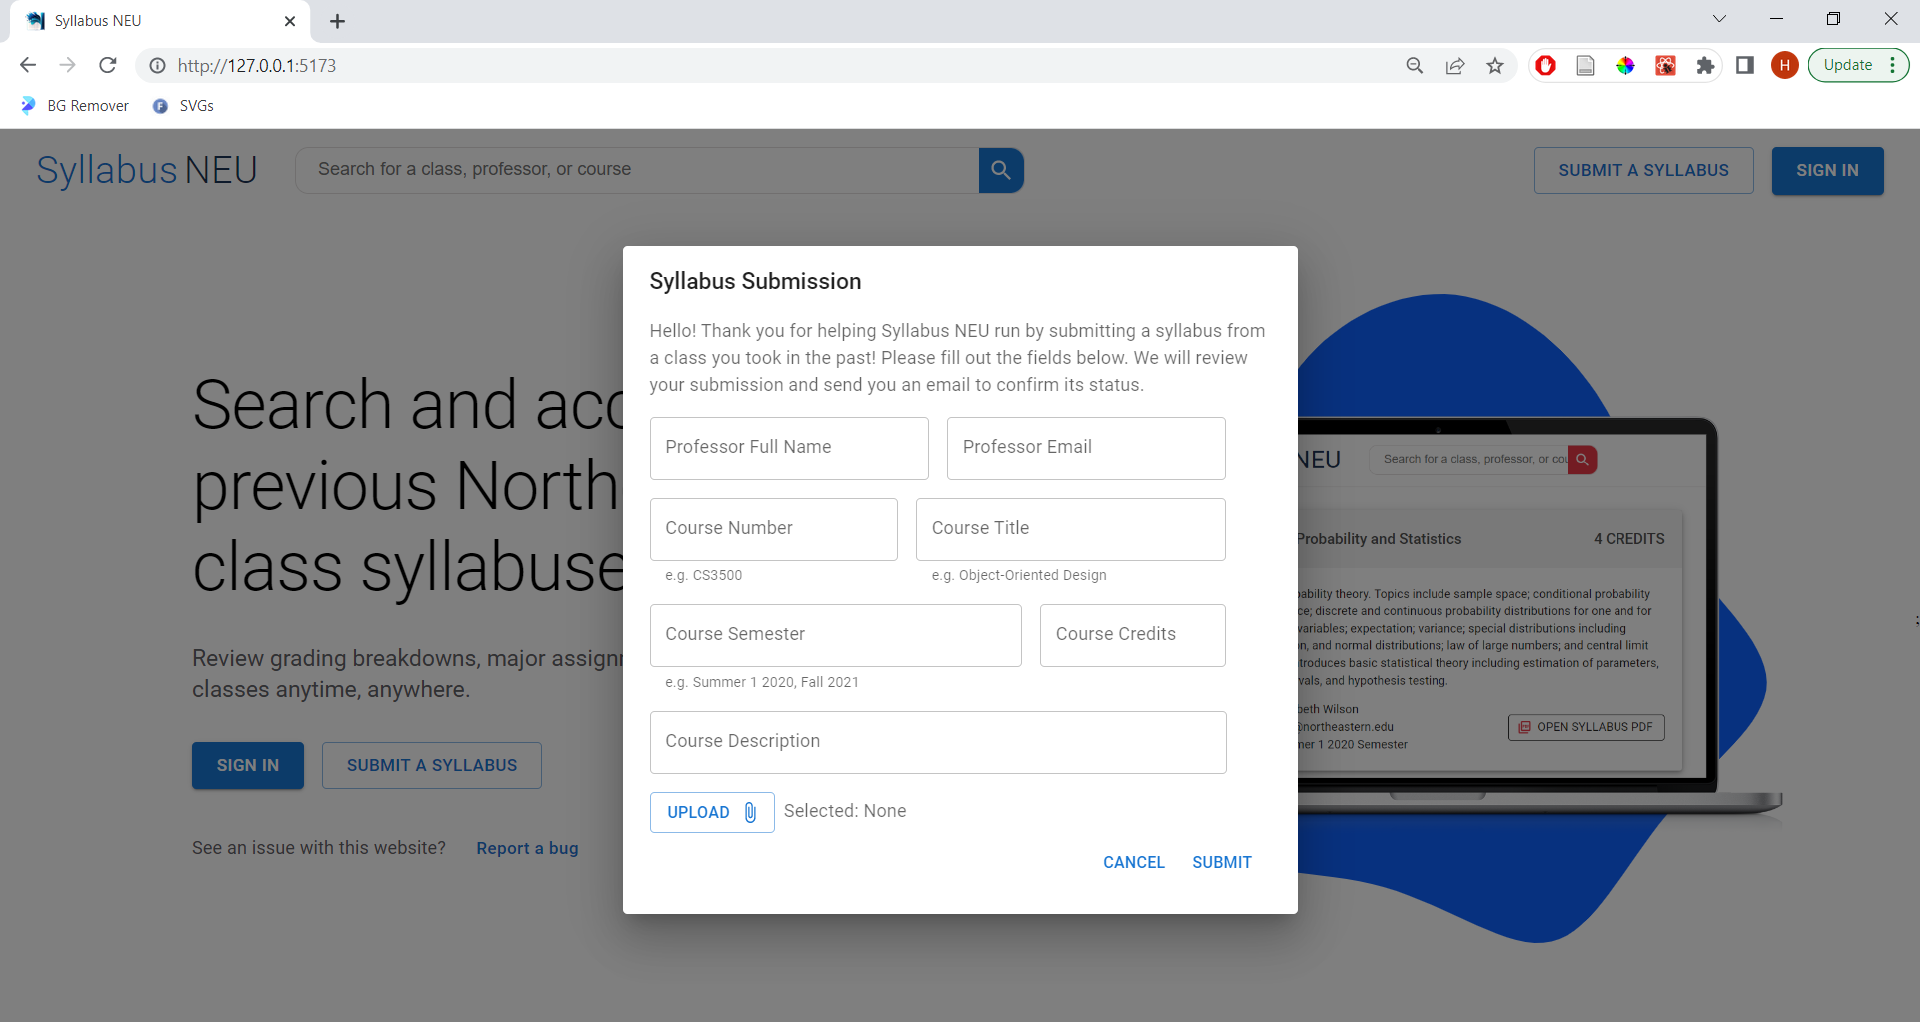 Syllabus NEU
http://127.0.0.1:5173
H
Update
BG Remover
F
SVGs
Syllabus NEU
Search for a class, professor, or course
SUBMIT A SYLLABUS
SIGN IN
Search and acc
previous North
class syllabuse
Review grading breakdowns, major assign
classes anytime, anywhere.
SIGN IN
SUBMIT A SYLLABUS
See an issue with this website?
Report a bug
Syllabus Submission
Hello! Thank you for helping Syllabus NEU run by submitting a syllabus from
a class you took in the past! Please fill out the fields below. We will review
your submission and send you an email to confirm its status.
Professor Full Name
Professor Email
Course Number
Course Title
e.g. CS3500
e.g. Object-Oriented Design
Course Semester
Course Credits
e.g. Summer 1 2020, Fall 2021
Course Description
UPLOAD
Selected: None
CANCEL
SUBMIT
NEU
Search for a class, professor, or cou
Probability and Statistics
4 CREDITS
bability theory. Topics include sample space; conditional probability
ce; discrete and continuous probability distributions for one and for
variables; expectation; variance; special distributions including
on, and normal distributions; law of large numbers; and central limit
troduces basic statistical theory including estimation of parameters,
vals, and hypothesis testing.
beth Wilson
@northeastern.edu
mer 1 2020 Semester
OPEN SYLLABUS PDF